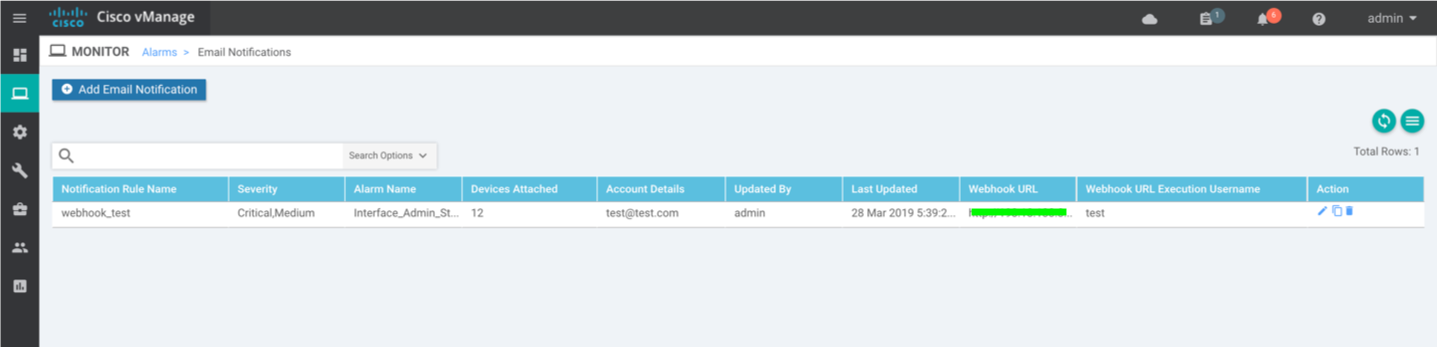 CISCO Cisco vManage 1 6 admin
MONITOR Alarms > Email Notifications
Add Email Notification
Search Options
Total Rows: 1
Notification Rule Name Severity Alarm Name Devices Attached Account Details Updated By Last Updated Webhook URL Webhook URL Execution Username Action
webhook_test Critical,Medium Interface_Admin_St... 12 test@test.com admin 28 Mar 2019 5:39:2... test